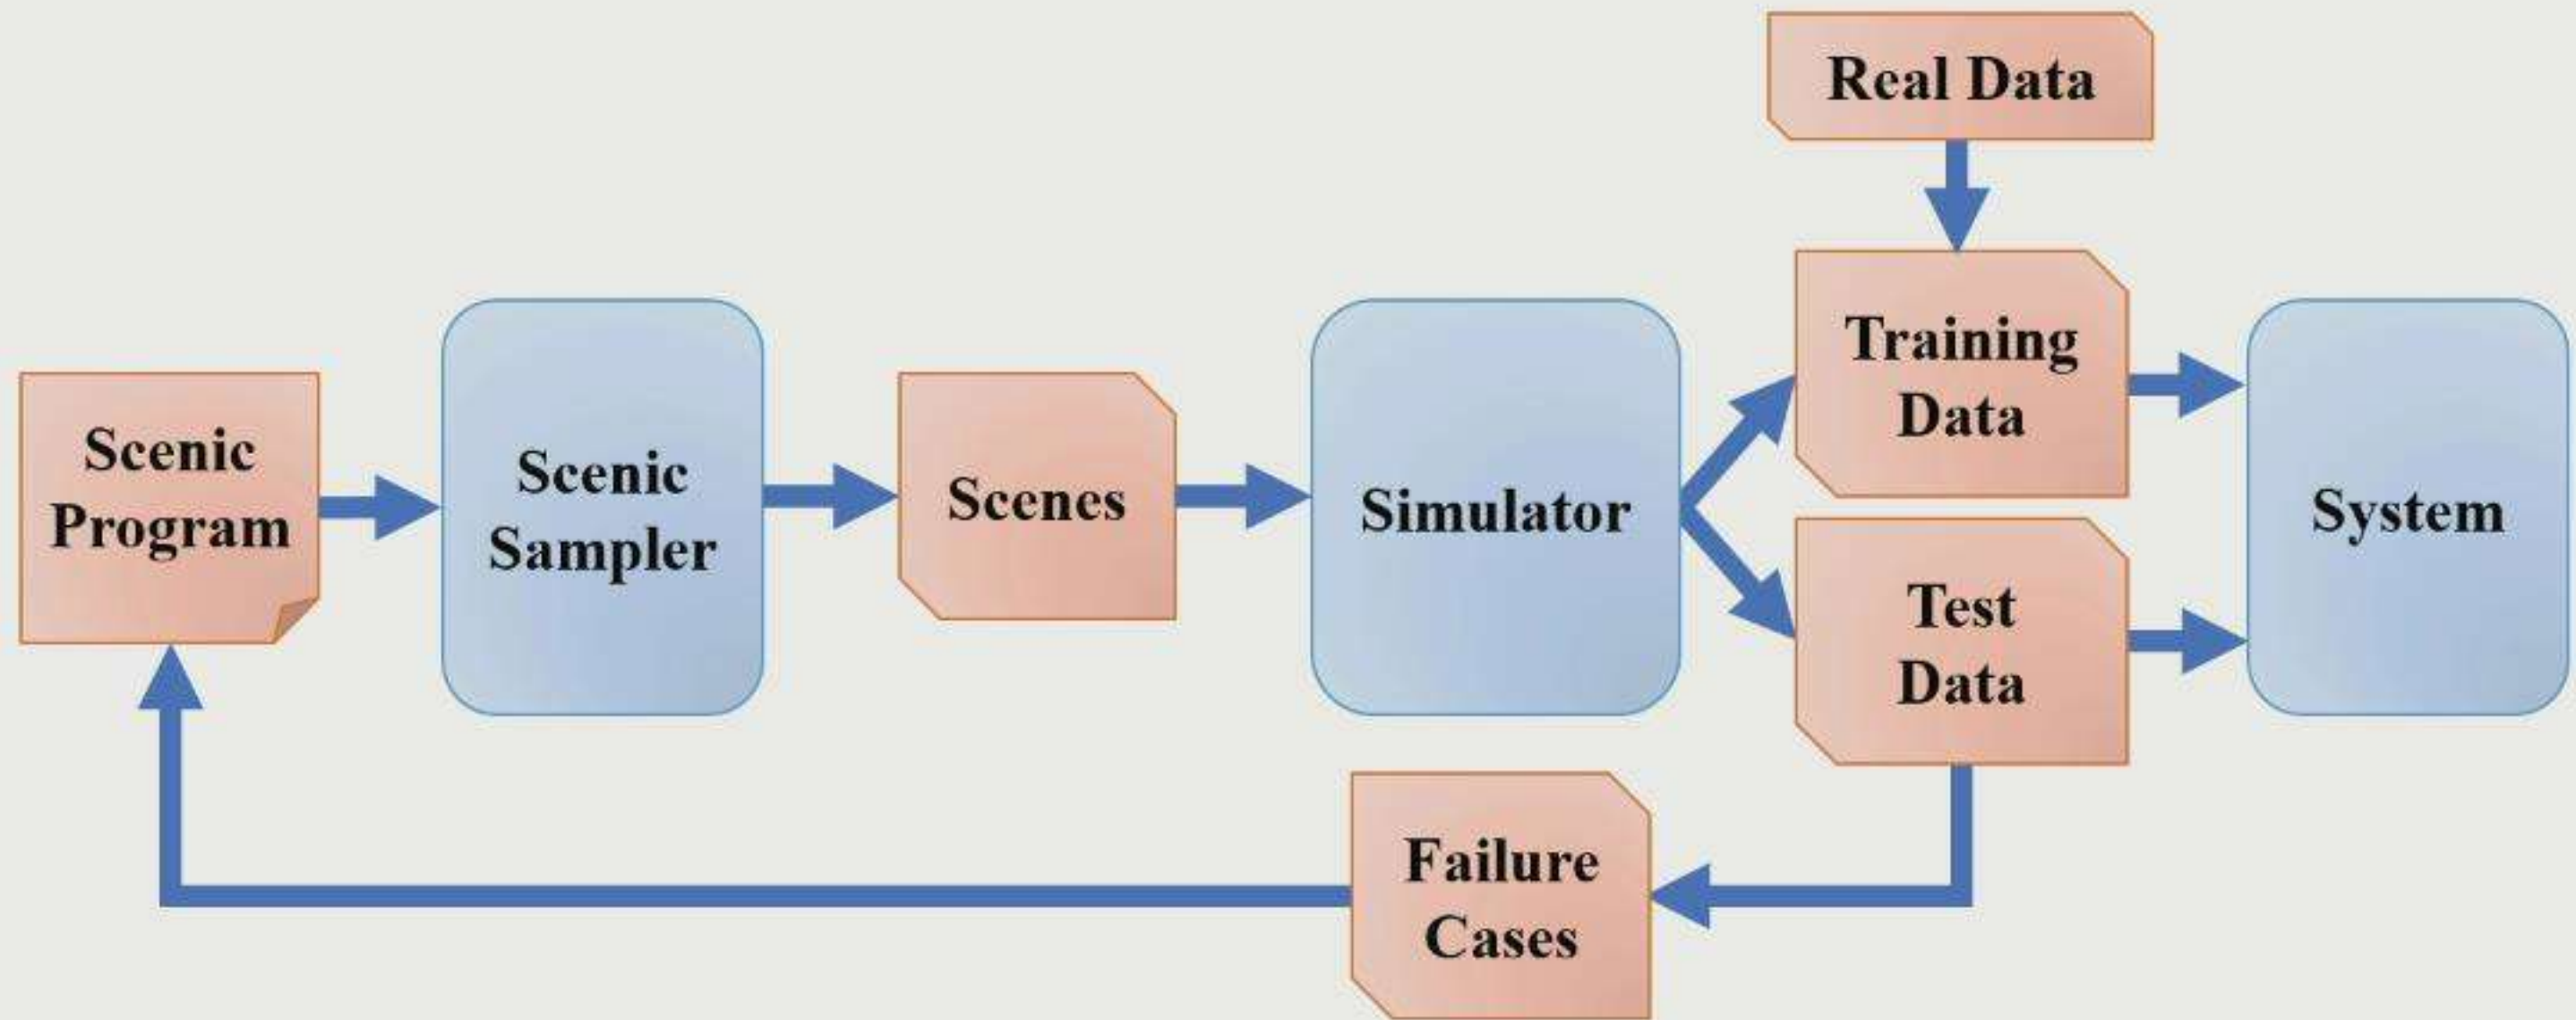 Real Data
Training
Data
Scenic
Program
Scenic
Sampler
Scenes
Simulator
System
Test
Data
Failure
Cases